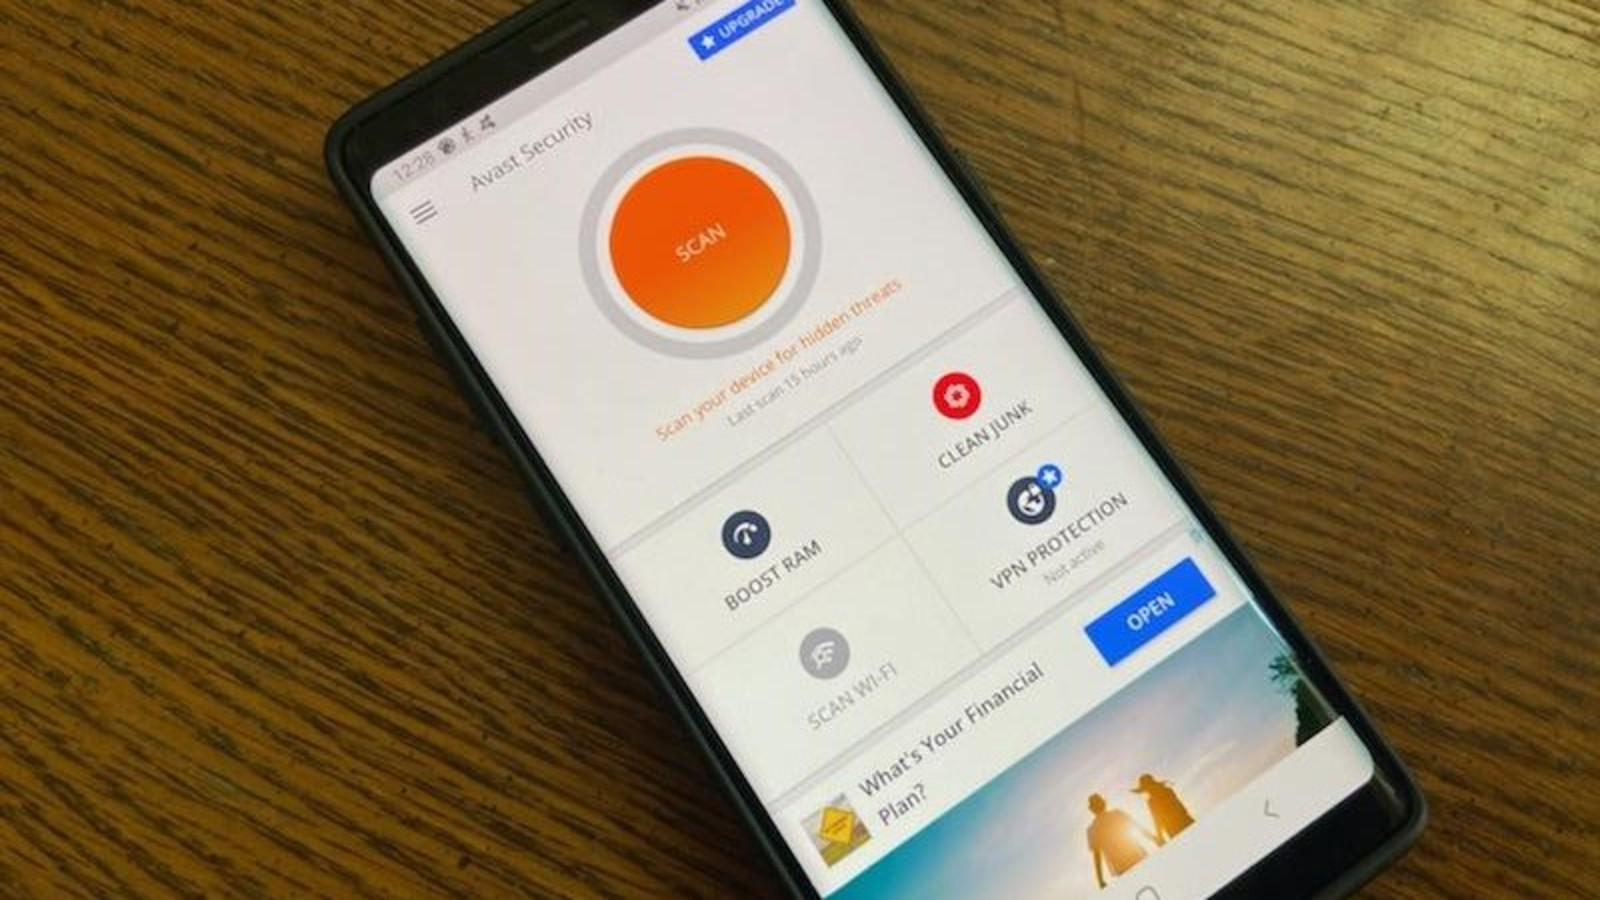 UPGRADE
12:28
Avast Security
SCAN
Scan your device for hidden threats
Last scan 15 hours ago
BOOST RAM
CLEAN JUNK
SCAN WI-FI
VPN PROTECTION
Not active
What's Your Financial
Plan?
OPEN